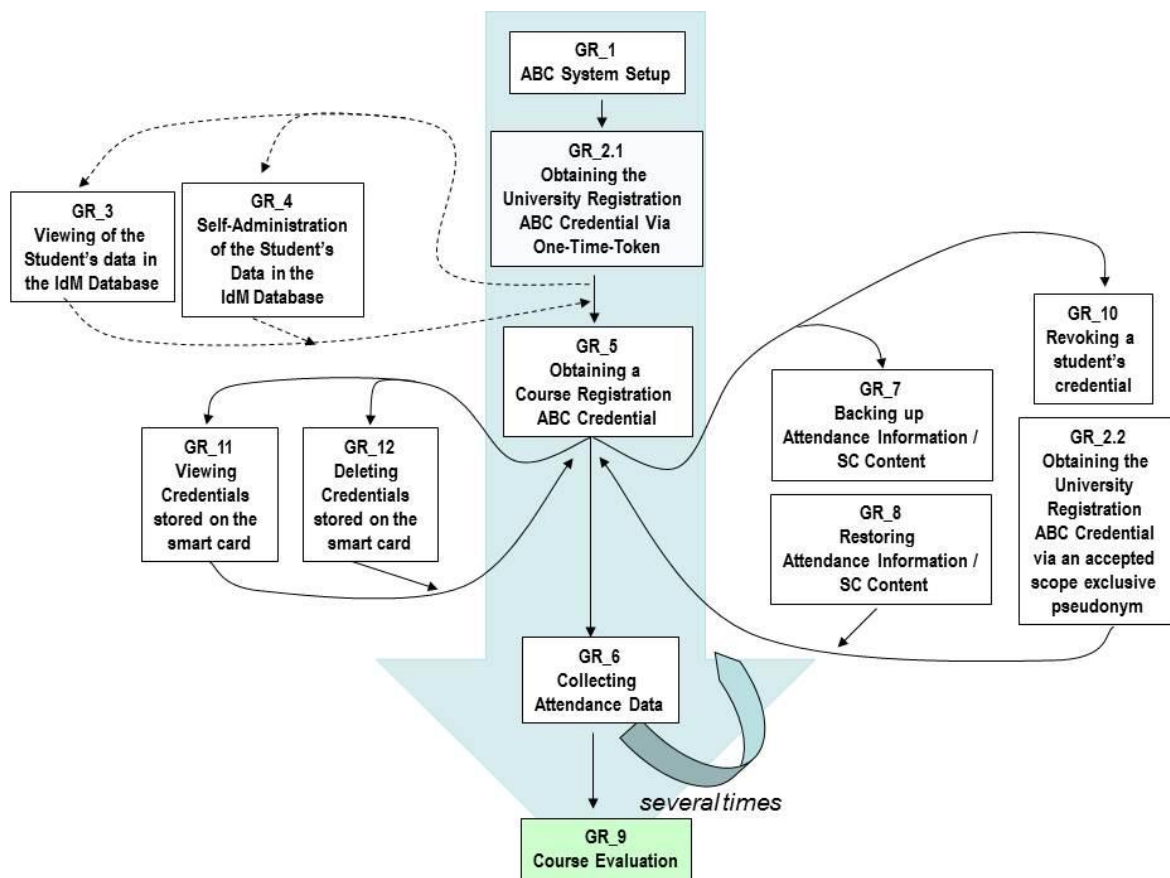 GR_1
ABC System Setup
GR_2.1
Obtaining the
University Registration
ABC Credential Via
One-Time-Token
GR_3
Viewing of the
Student's data in
the IdM Database
GR_4
Self-Administration
of the Student's
Data in the
IdM Database
GR_5
Obtaining a
Course Registration
ABC Credential
GR_10
Revoking a
student's
credential
GR_7
Backing up
Attendance Information /
SC Content
GR_11
Viewing
Credentials
stored on the
smart card
GR_12
Deleting
Credentials
stored on the
smart card
GR_8
Restoring
Attendance Information /
SC Content
GR_2.2
Obtaining the
University
Registration
ABC Credential
via an accepted
scope exclusive
pseudonym
GR_6
Collecting
Attendance Data
several times
GR_9
Course Evaluation